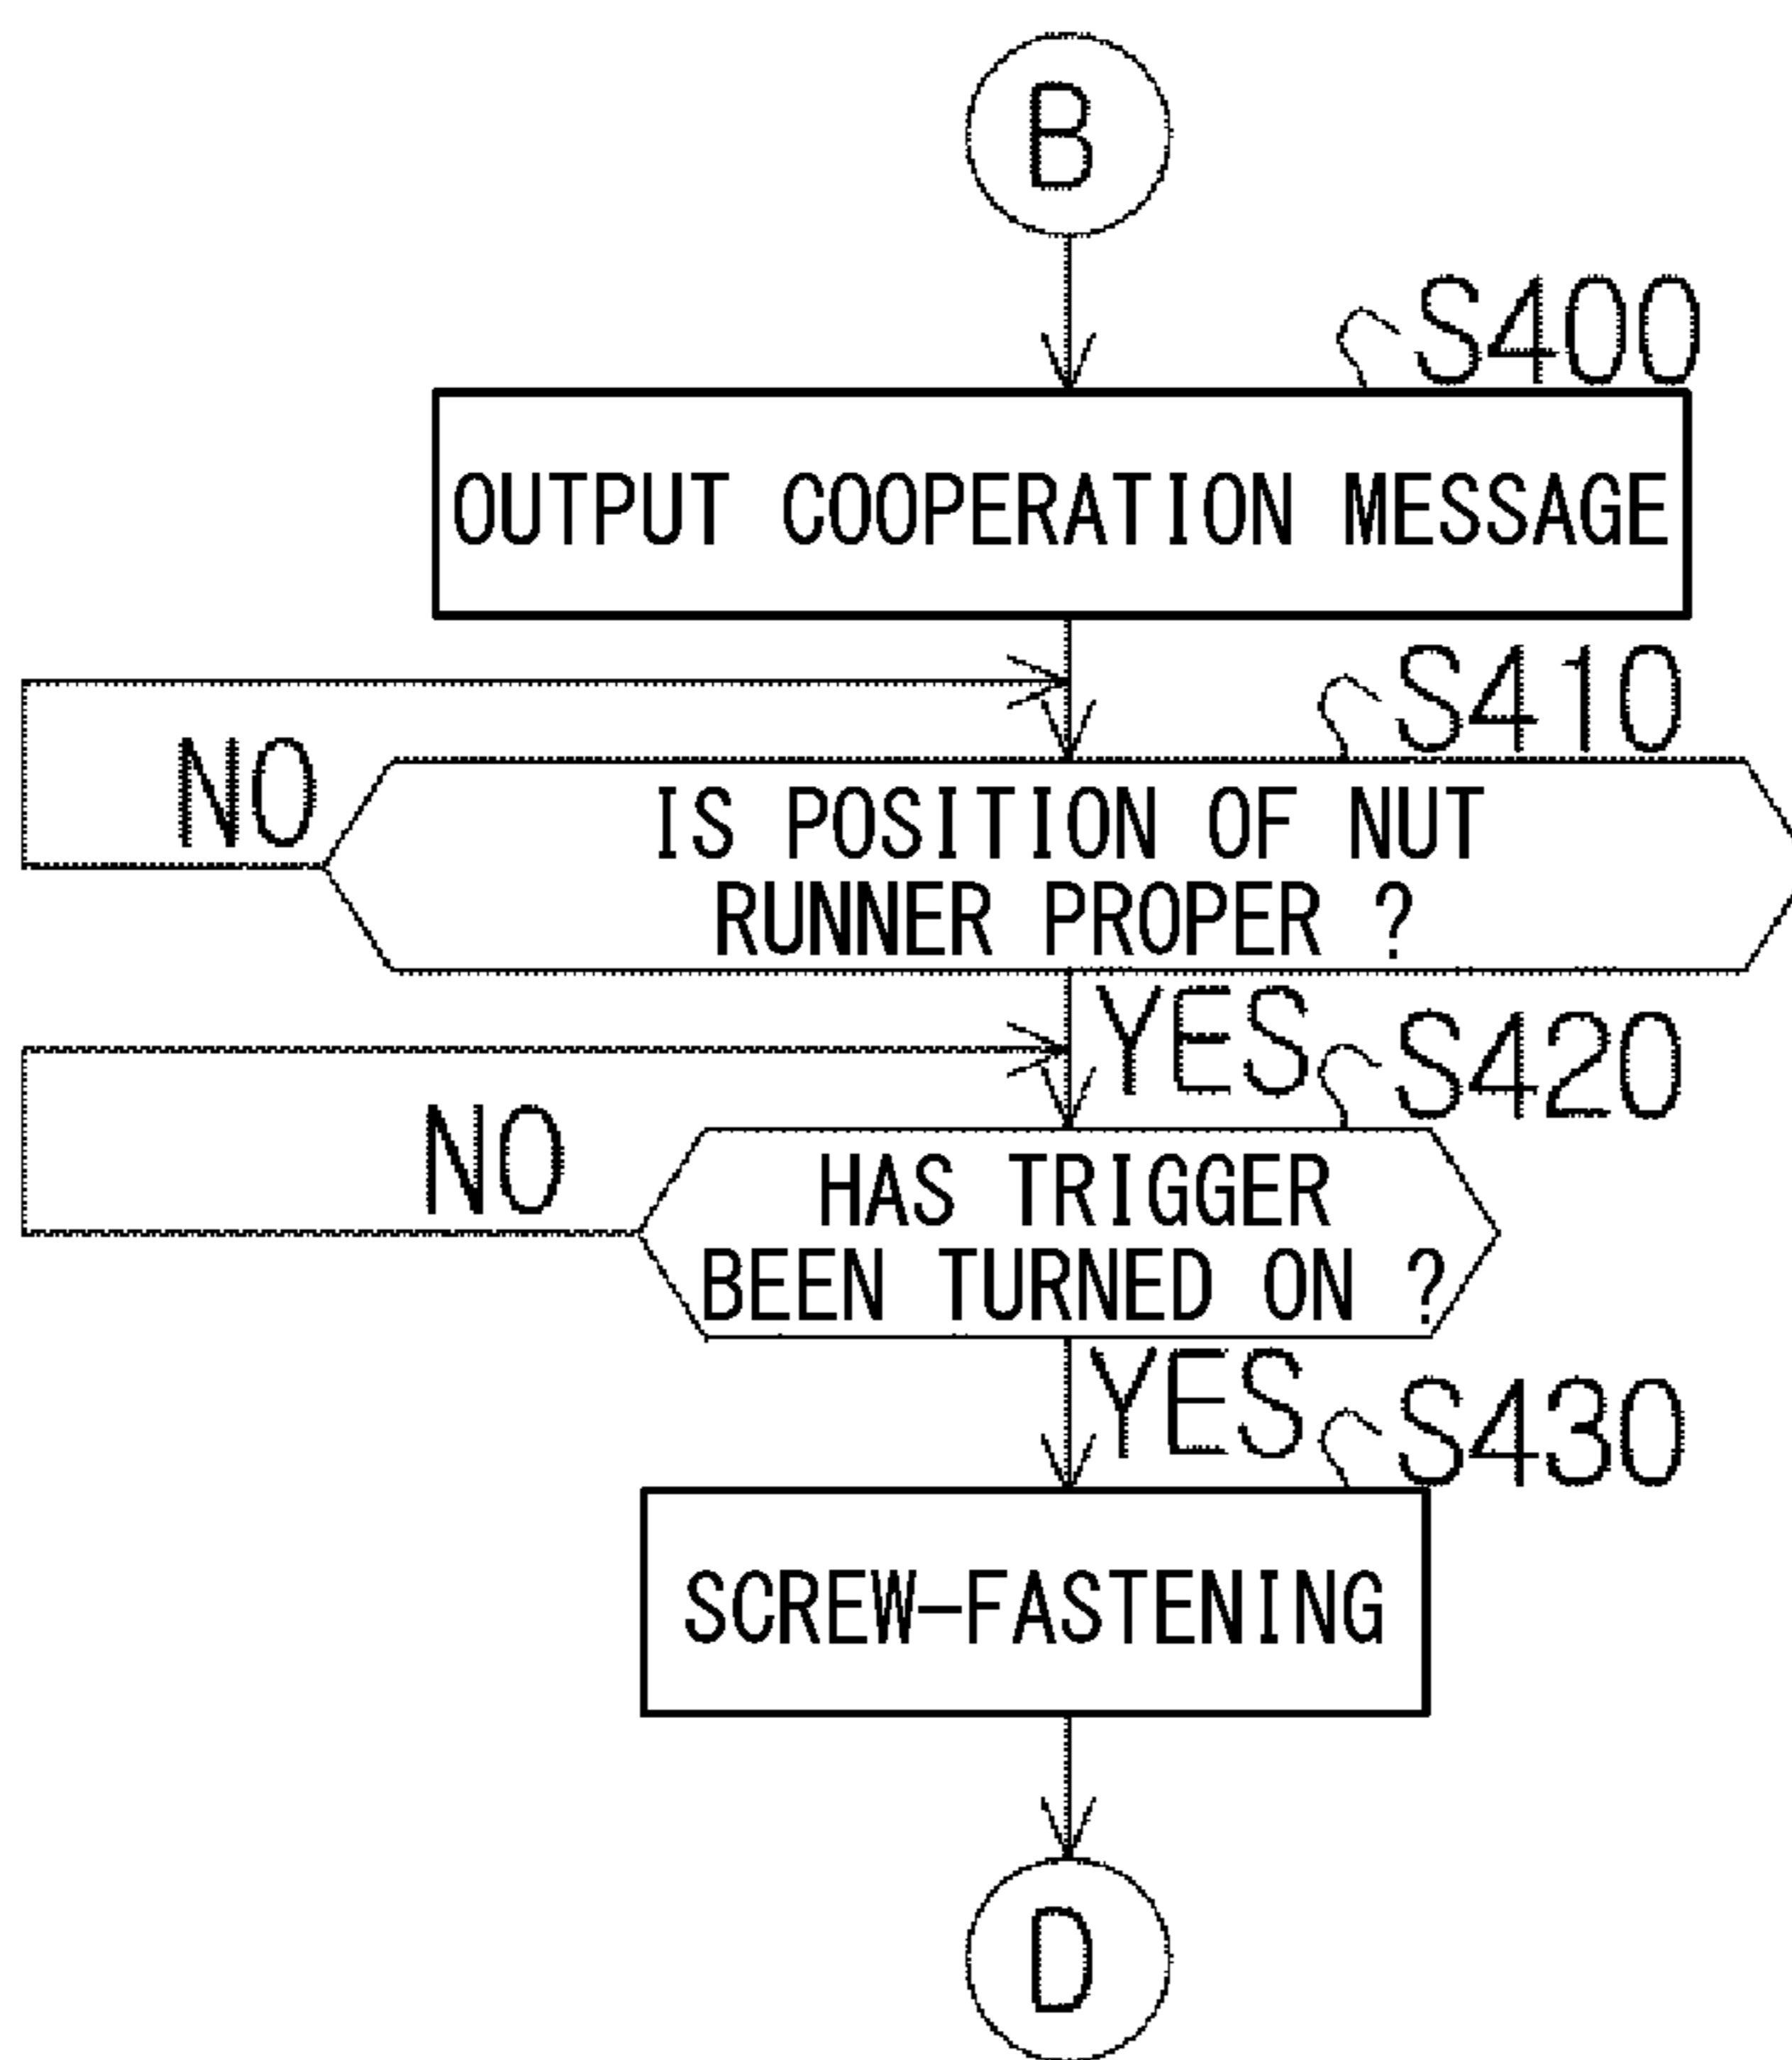 B
S400
OUTPUT COOPERATION MESSAGE
S410
NO
IS POSITION OF NUT
RUNNER PROPER ?
YES
S420
NO
HAS TRIGGER
BEEN TURNED ON ?
YES
S430
SCREW-FASTENING
D